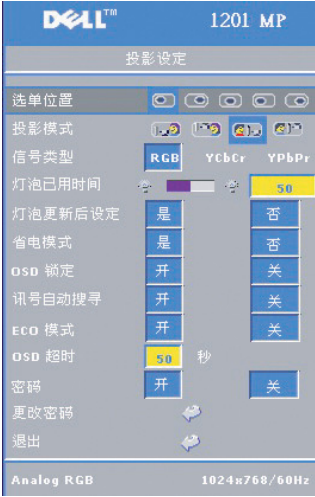 DELL™ 1201 MP
投影设定
选单位置
投影模式
信号类型 RGB YCbCr YPbPr
灯泡已用时间 50
灯泡更新后设定 是 否
省电模式 是 否
OSD 锁定 开 关
讯号自动搜寻 开 关
ECO 模式 开 关
OSD 超时 50 秒
密码 开 关
更改密码
退出
Analog RGB 1024x768/60Hz